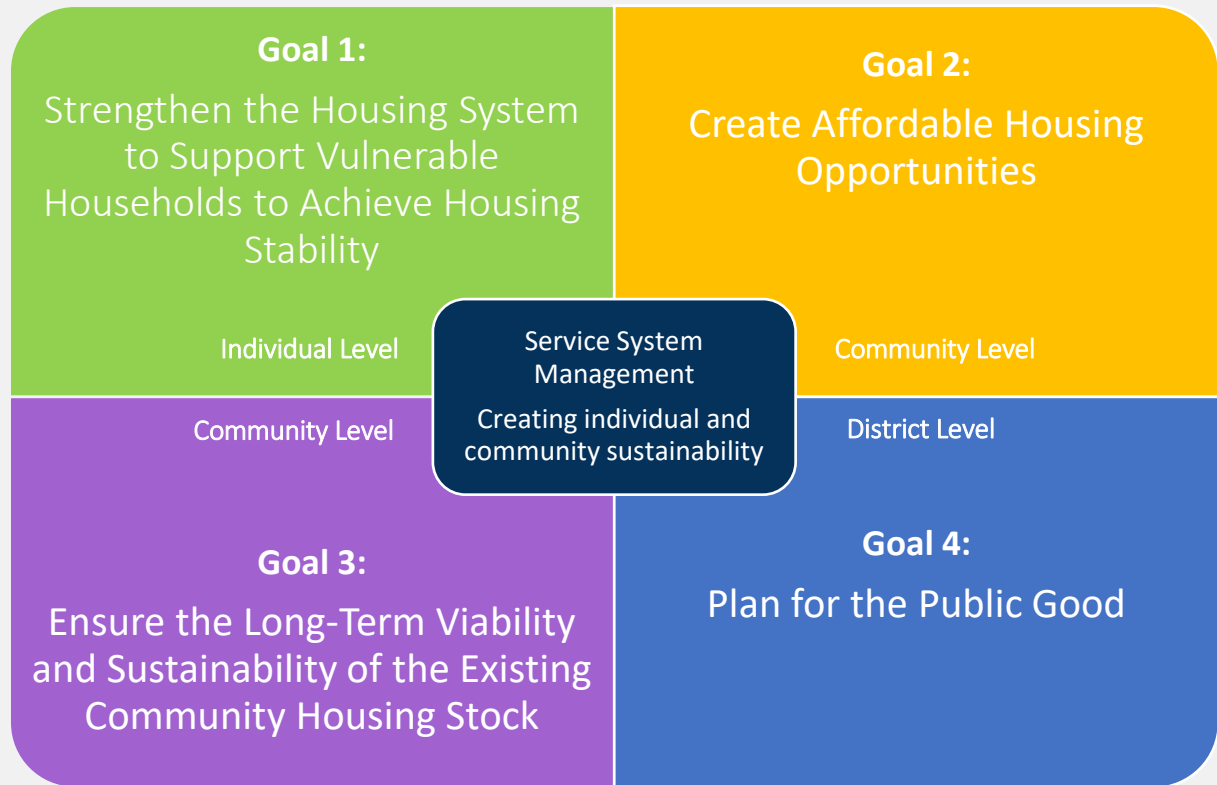 Goal 1:
Strengthen the Housing System
to Support Vulnerable
Households to Achieve Housing
Stability
Individual Level
Goal 2:
Create Affordable Housing
Opportunities
Community Level
Service System
Management
Creating individual and
community sustainability
Community Level
Goal 3:
Ensure the Long-Term Viability
and Sustainability of the Existing
Community Housing Stock
District Level
Goal 4:
Plan for the Public Good